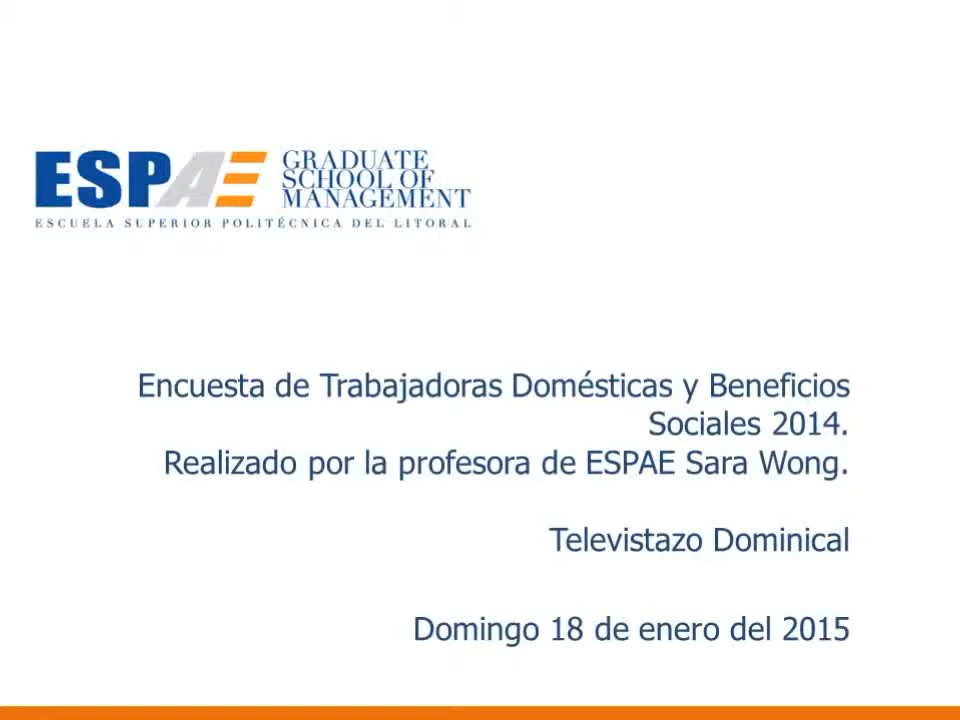 ESPAE
GRADUATE
SCHOOL OF
MANAGEMENT
ESCUELA SUPERIOR POLITÉCNICA DEL LITORAL
Encuesta de Trabajadoras Domésticas y Beneficios
Sociales 2014.
Realizado por la profesora de ESPAE Sara Wong.
Televistazo Dominical
Domingo 18 de enero del 2015